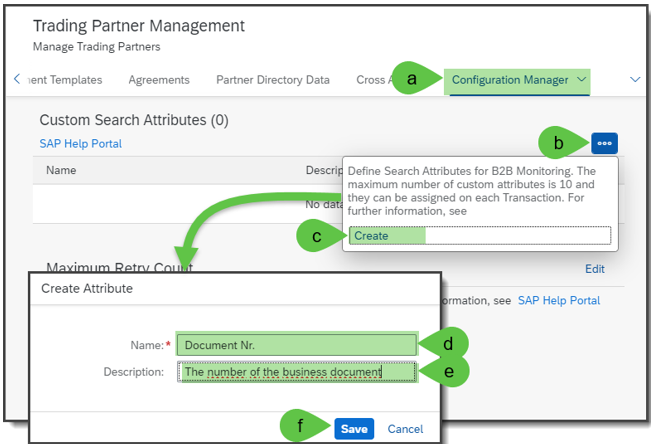 Trading Partner Management
Manage Trading Partners
ent Templates Agreements Partner Directory Data Cross A a Configuration Manager
Custom Search Attributes (0)
SAP Help Portal
b
Name Descrip
No data
Define Search Attributes for B2B Monitoring. The
maximum number of custom attributes is 10 and
they can be assigned on each Transaction. For
further information, see
c Create
Maximum Retry Count Edit
ormation, see SAP Help Portal
Create Attribute
Name: * Document Nr. d
Description: The number of the business document e
f Save Cancel